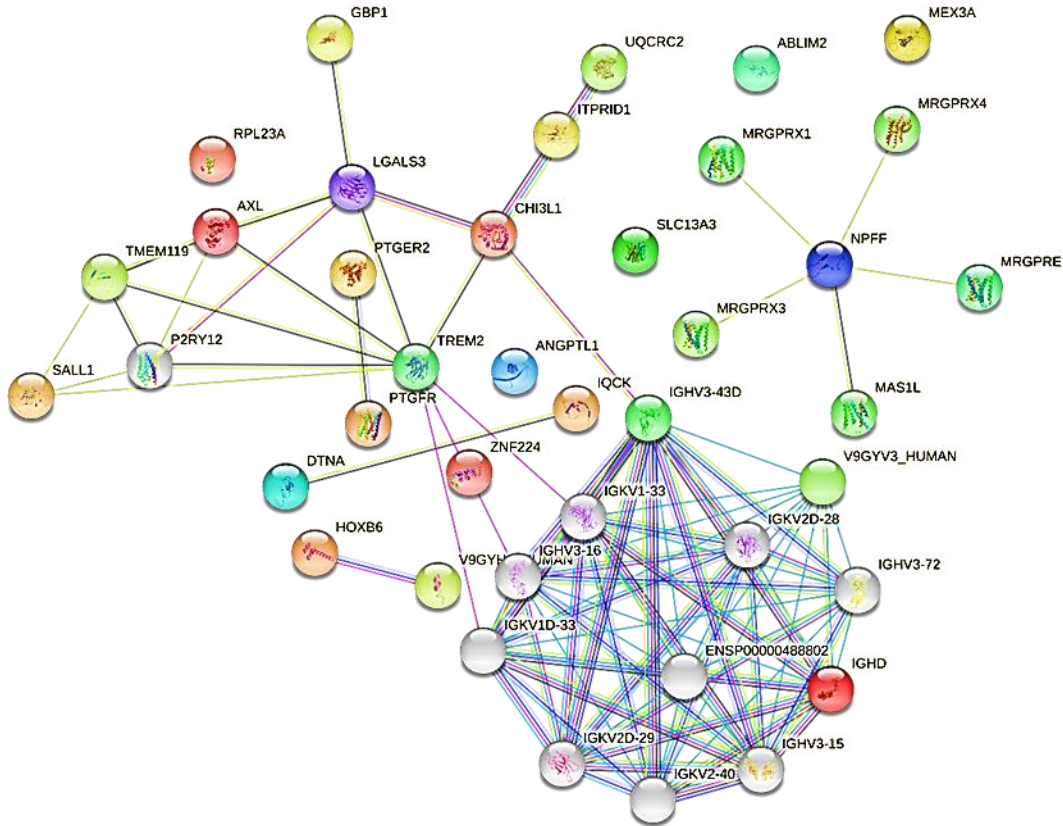 GBP1
MEX3A
UQCRC2
ABLIM2
ITPRID1
MRGPRX4
RPL23A
MRGPRX1
LGALS3
AXL
CHI3L1
PTGER2
SLC13A3
NPFF
TMEM119
MRGPRE
MRGPRX3
P2RY12
TREM2
ANGPTL1
SALL1
IQCK
PTGFR
IGHV3-43D
MAS1L
ZNF224
V9GYV3_HUMAN
DTNA
IGKV1-33
IGKV2D-28
HOXB6
IGHV3-16
IGHV3-72
IGKV1D-33
ENSP00000488802
IGHD
IGKV2D-29
IGHV3-15
IGKV2-40